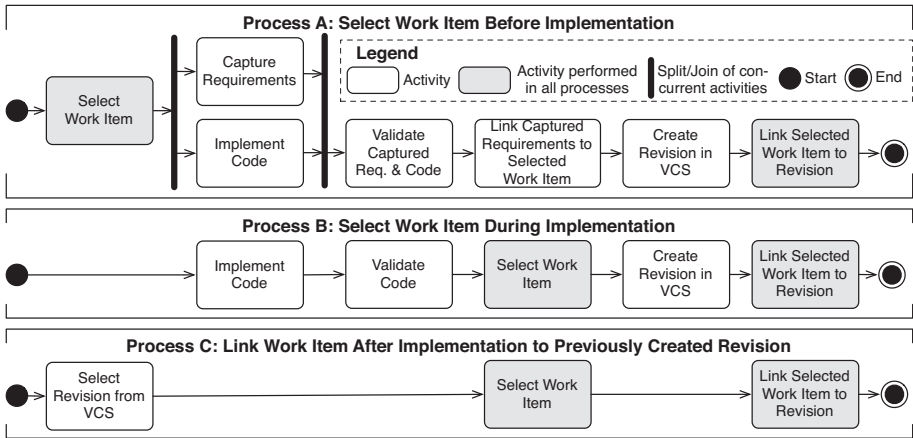 Process A: Select Work Item Before Implementation
Select
Work Item
Capture
Requirements
Implement
Code
Legend
Activity
Activity performed
in all processes
Split/Join of con-
current activities
Start
End
Validate
Captured
Req. & Code
Link Captured
Requirements to
Selected
Work Item
Create
Revision in
VCS
Link Selected
Work Item to
Revision
Process B: Select Work Item During Implementation
Implement
Code
Validate
Code
Select Work
Item
Create
Revision in
VCS
Link Selected
Work Item to
Revision
Process C: Link Work Item After Implementation to Previously Created Revision
Select
Revision from
VCS
Select Work
Item
Link Selected
Work Item to
Revision